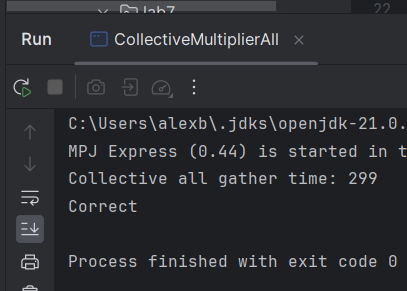 lab7
22
Run
CollectiveMultiplierAll
C:\Users\alexb\.jdks\openjdk-21.0.
MPJ Express (0.44) is started in t
Collective all gather time: 299
Correct
Process finished with exit code 0